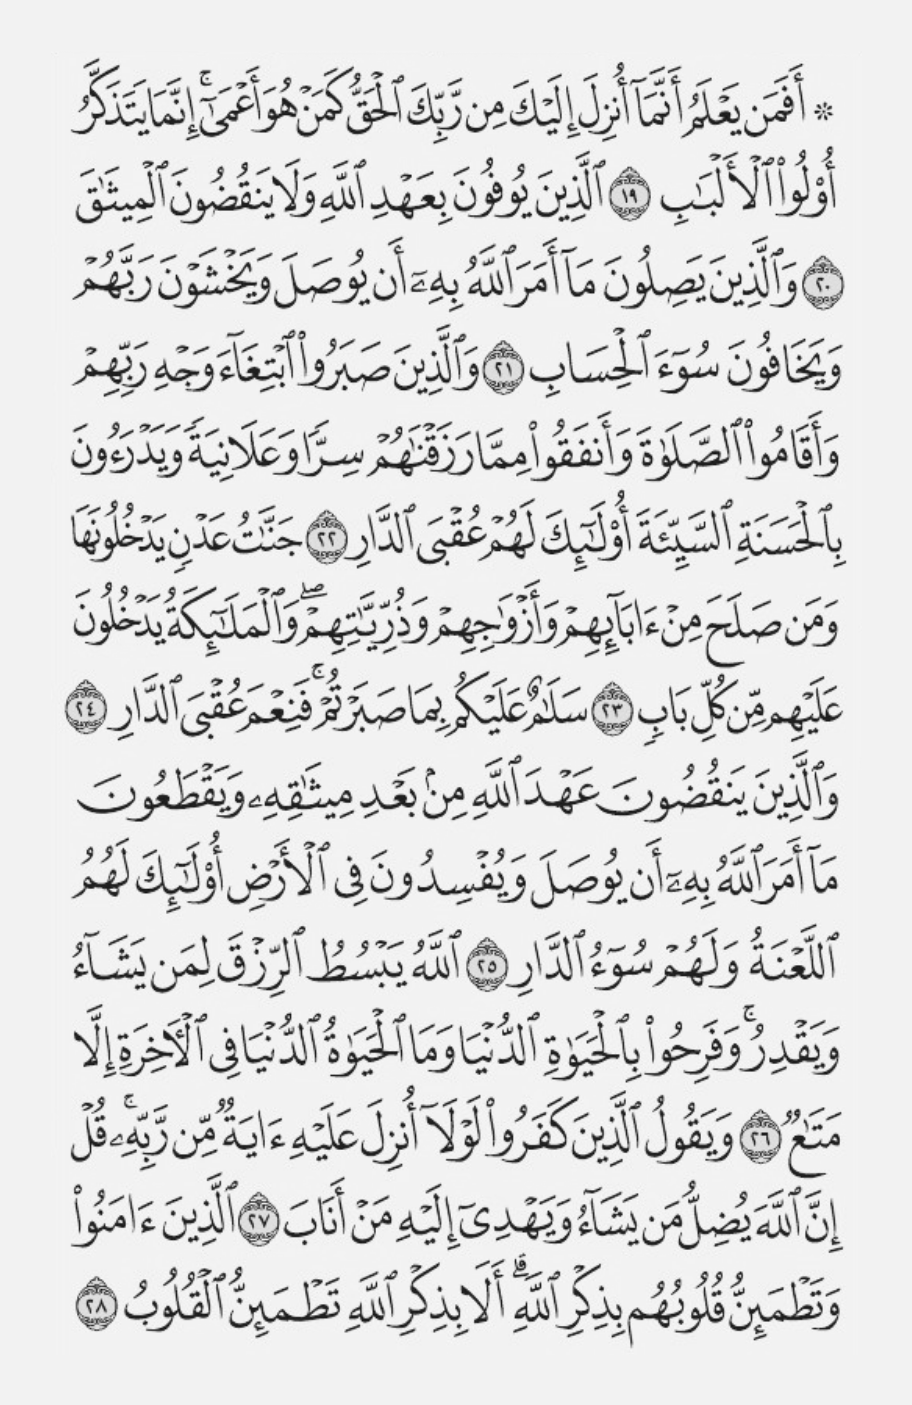 ۞ أَفَمَن يَعْلَمُ أَنَّمَآ أُنزِلَ إِلَيْكَ مِن رَّبِّكَ ٱلْحَقُّ كَمَنْ هُوَ أَعْمَىٰٓ ۚ إِنَّمَا يَتَذَكَّرُ
أُو۟لُوا۟ ٱلْأَلْبَـٰبِ ١٩ ٱلَّذِينَ يُوفُونَ بِعَهْدِ ٱللَّهِ وَلَا يَنقُضُونَ ٱلْمِيثَـٰقَ
٢٠ وَٱلَّذِينَ يَصِلُونَ مَآ أَمَرَ ٱللَّهُ بِهِۦٓ أَن يُوصَلَ وَيَخْشَوْنَ رَبَّهُمْ
وَيَخَافُونَ سُوٓءَ ٱلْحِسَابِ ٢١ وَٱلَّذِينَ صَبَرُوا۟ ٱبْتِغَآءَ وَجْهِ رَبِّهِمْ
وَأَقَامُوا۟ ٱلصَّلَوٰةَ وَأَنفَقُوا۟ مِمَّا رَزَقْنَـٰهُمْ سِرًّا وَعَلَانِيَةً وَيَدْرَءُونَ
بِٱلْحَسَنَةِ ٱلسَّيِّئَةَ أُو۟لَـٰٓئِكَ لَهُمْ عُقْبَى ٱلدَّارِ ٢٢ جَنَّـٰتُ عَدْنٍ يَدْخُلُونَهَا
وَمَن صَلَحَ مِنْ ءَابَآئِهِمْ وَأَزْوَٰجِهِمْ وَذُرِّيَّـٰتِهِمْ ۖ وَٱلْمَلَـٰٓئِكَةُ يَدْخُلُونَ
عَلَيْهِم مِّن كُلِّ بَابٍ ٢٣ سَلَـٰمٌ عَلَيْكُم بِمَا صَبَرْتُمْ ۚ فَنِعْمَ عُقْبَى ٱلدَّارِ ٢٤
وَٱلَّذِينَ يَنقُضُونَ عَهْدَ ٱللَّهِ مِنۢ بَعْدِ مِيثَـٰقِهِۦ وَيَقْطَعُونَ
مَآ أَمَرَ ٱللَّهُ بِهِۦٓ أَن يُوصَلَ وَيُفْسِدُونَ فِى ٱلْأَرْضِ أُو۟لَـٰٓئِكَ لَهُمُ
ٱللَّعْنَةُ وَلَهُمْ سُوٓءُ ٱلدَّارِ ٢٥ ٱللَّهُ يَبْسُطُ ٱلرِّزْقَ لِمَن يَشَآءُ
وَيَقْدِرُ ۚ وَفَرِحُوا۟ بِٱلْحَيَوٰةِ ٱلدُّنْيَا وَمَا ٱلْحَيَوٰةُ ٱلدُّنْيَا فِى ٱلْـَٔاخِرَةِ إِلَّا
مَتَـٰعٌ ٢٦ وَيَقُولُ ٱلَّذِينَ كَفَرُوا۟ لَوْلَآ أُنزِلَ عَلَيْهِ ءَايَةٌ مِّن رَّبِّهِۦ ۚ قُلْ
إِنَّ ٱللَّهَ يُضِلُّ مَن يَشَآءُ وَيَهْدِىٓ إِلَيْهِ مَنْ أَنَابَ ٢٧ ٱلَّذِينَ ءَامَنُوا۟
وَتَطْمَئِنُّ قُلُوبُهُم بِذِكْرِ ٱللَّهِ ۗ أَلَا بِذِكْرِ ٱللَّهِ تَطْمَئِنُّ ٱلْقُلُوبُ ٢٨